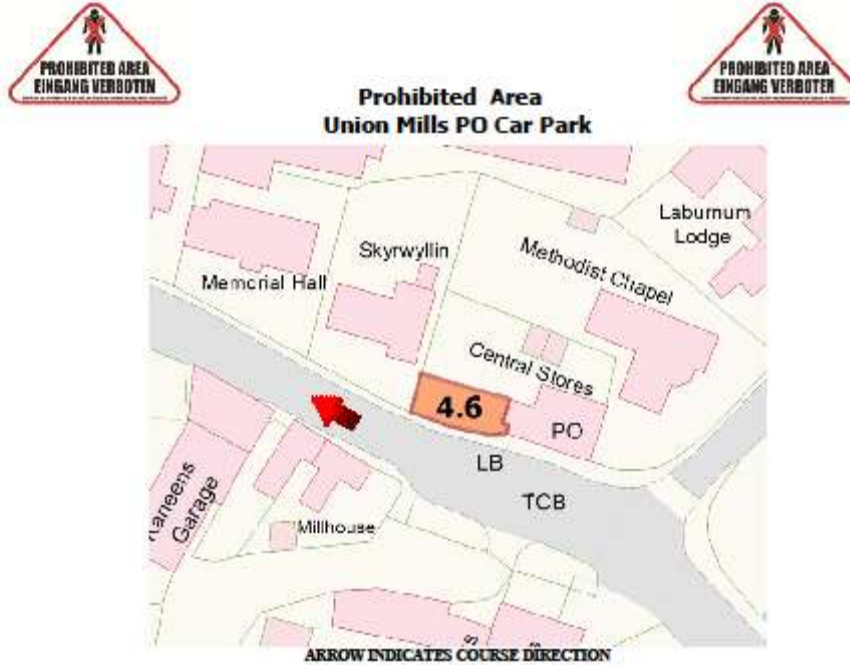 PROHIBITED AREA
EINGANG VERBOTEN
PROHIBITED AREA
EINGANG VERBOTEN
Prohibited Area
Union Mills PO Car Park
Laburnum
Lodge
Skyrwyllin
Methodist Chapel
Memorial Hall
Central Stores
4.6
PO
LB
TCB
Garage
Millhouse
ARROW INDICATES COURSE DIRECTION